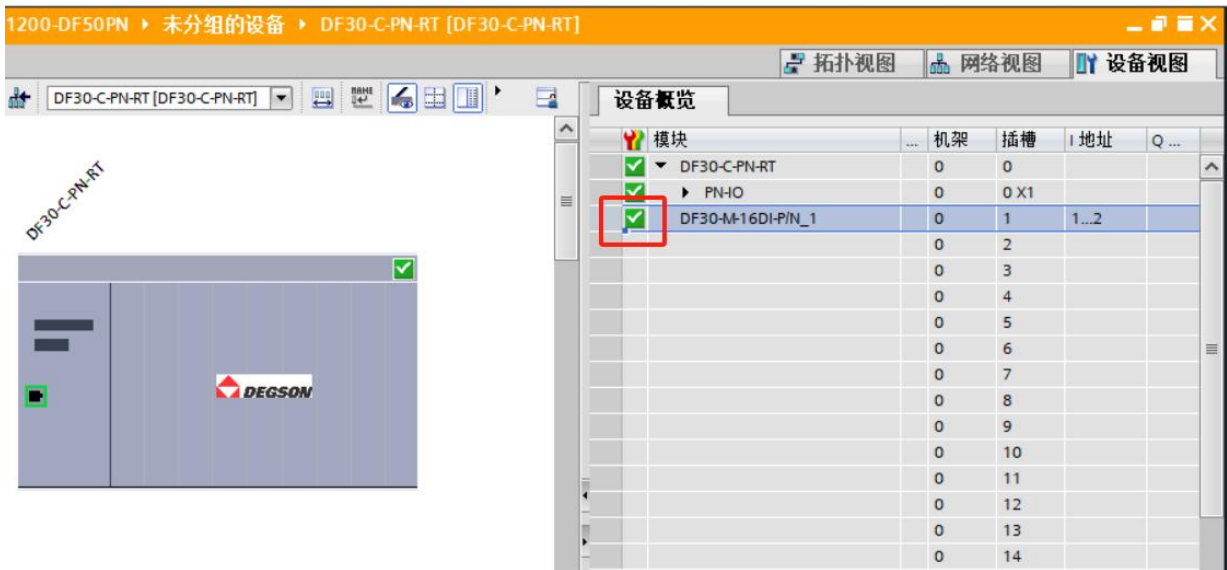 1200-DF50PN ▸ 未分组的设备 ▸ DF30-C-PN-RT [DF30-C-PN-RT]
拓扑视图 网络视图 设备视图
DF30-C-PN-RT [DF30-C-PN-RT]
设备概览
模块 ... 机架 插槽 I 地址 Q ...
DF30-C-PN-RT 0 0
PN-IO 0 0 X1
DF30-M-16DI-P/N_1 0 1 1...2
0 2
0 3
0 4
0 5
0 6
0 7
0 8
0 9
0 10
0 11
0 12
0 13
0 14
DF30-C-PN-RT
DEGSON